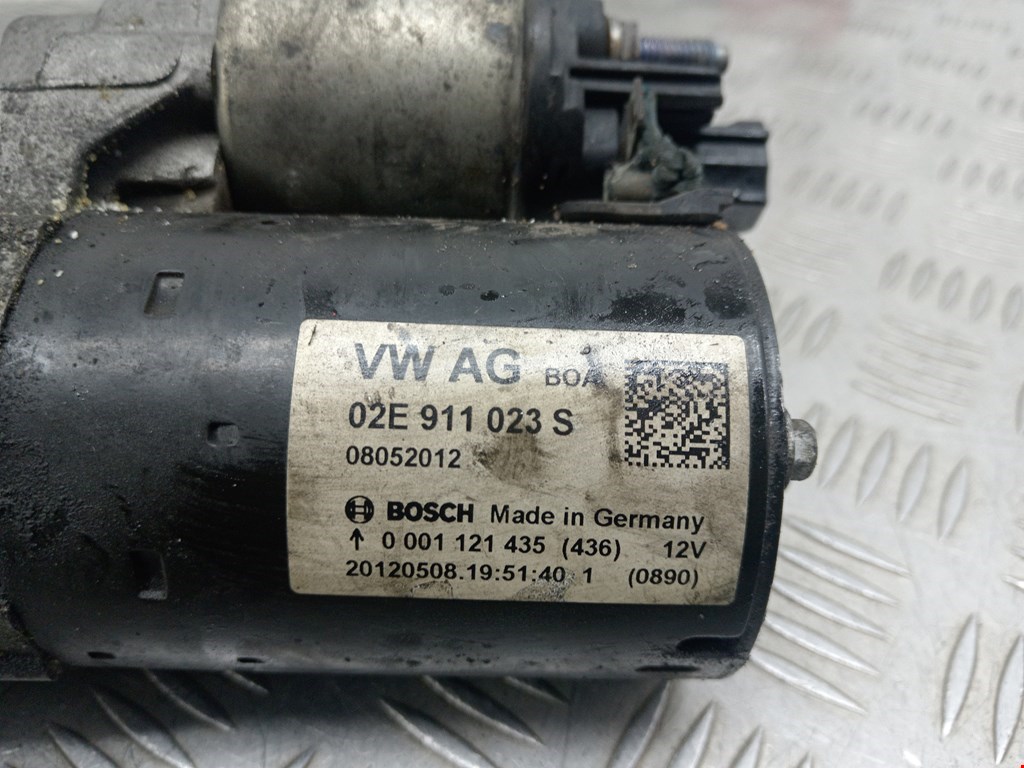 VW AG BOA
02E 911 023 S
08052012
BOSCH Made in Germany
↑ 0 001 121 435 (436) 12V
20120508.19:51:40 1 (0890)